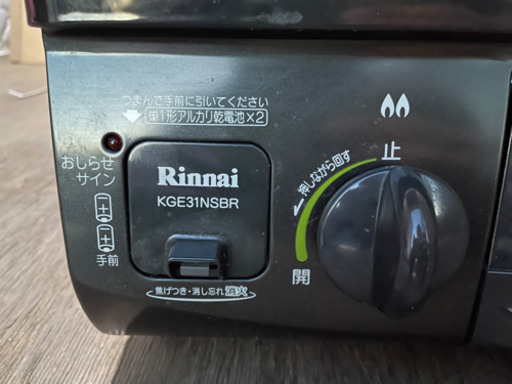 つまんで手前に引いてください
単1形アルカリ乾電池×2
おしらせ
サイン
手前
Rinnai
KGE31NSBR
焦げつき・消し忘れ消火
止
押しながら回す
開